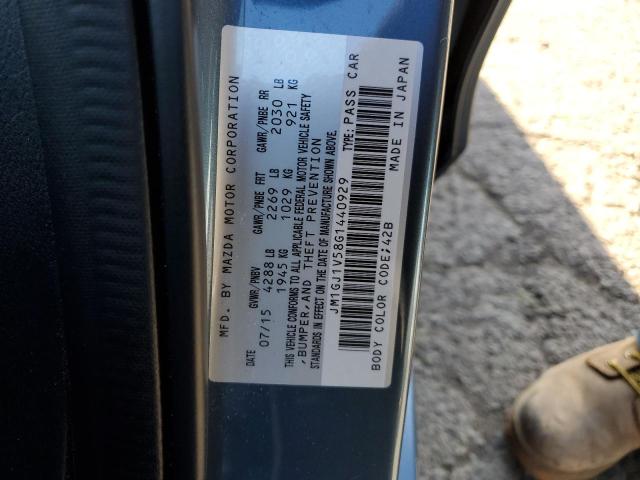 MFD. BY MAZDA MOTOR CORPORATION
DATE GVWR/PNBV GAWR/PNBE FRT GAWR/PNBE RR
07/15 4288 LB 2269 LB 2030 LB
1945 KG 1029 KG 921 KG
THIS VEHICLE CONFORMS TO ALL APPLICABLE FEDERAL MOTOR VEHICLE SAFETY
, BUMPER, AND THEFT PREVENTION
STANDARDS IN EFFECT ON THE DATE OF MANUFACTURE SHOWN ABOVE.
JM1GJ1V58G1440929 TYPE: PASS CAR
BODY COLOR CODE; 42B MADE IN JAPAN